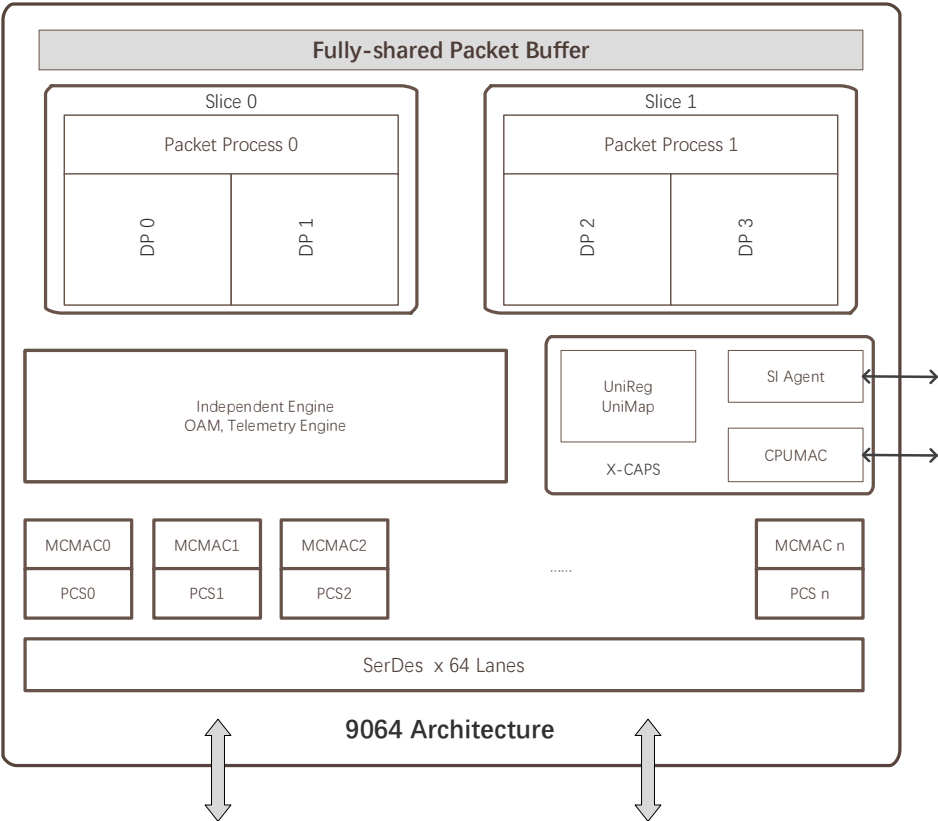 Fully-shared Packet Buffer
Slice 0
Packet Process 0
DP 0
DP 1
Slice 1
Packet Process 1
DP 2
DP 3
Independent Engine
OAM, Telemetry Engine
UniReg
UniMap
X-CAPS
SI Agent
CPUMAC
MCMAC0
PCS0
MCMAC1
PCS1
MCMAC2
PCS2
......
MCMAC n
PCS n
SerDes x 64 Lanes
9064 Architecture